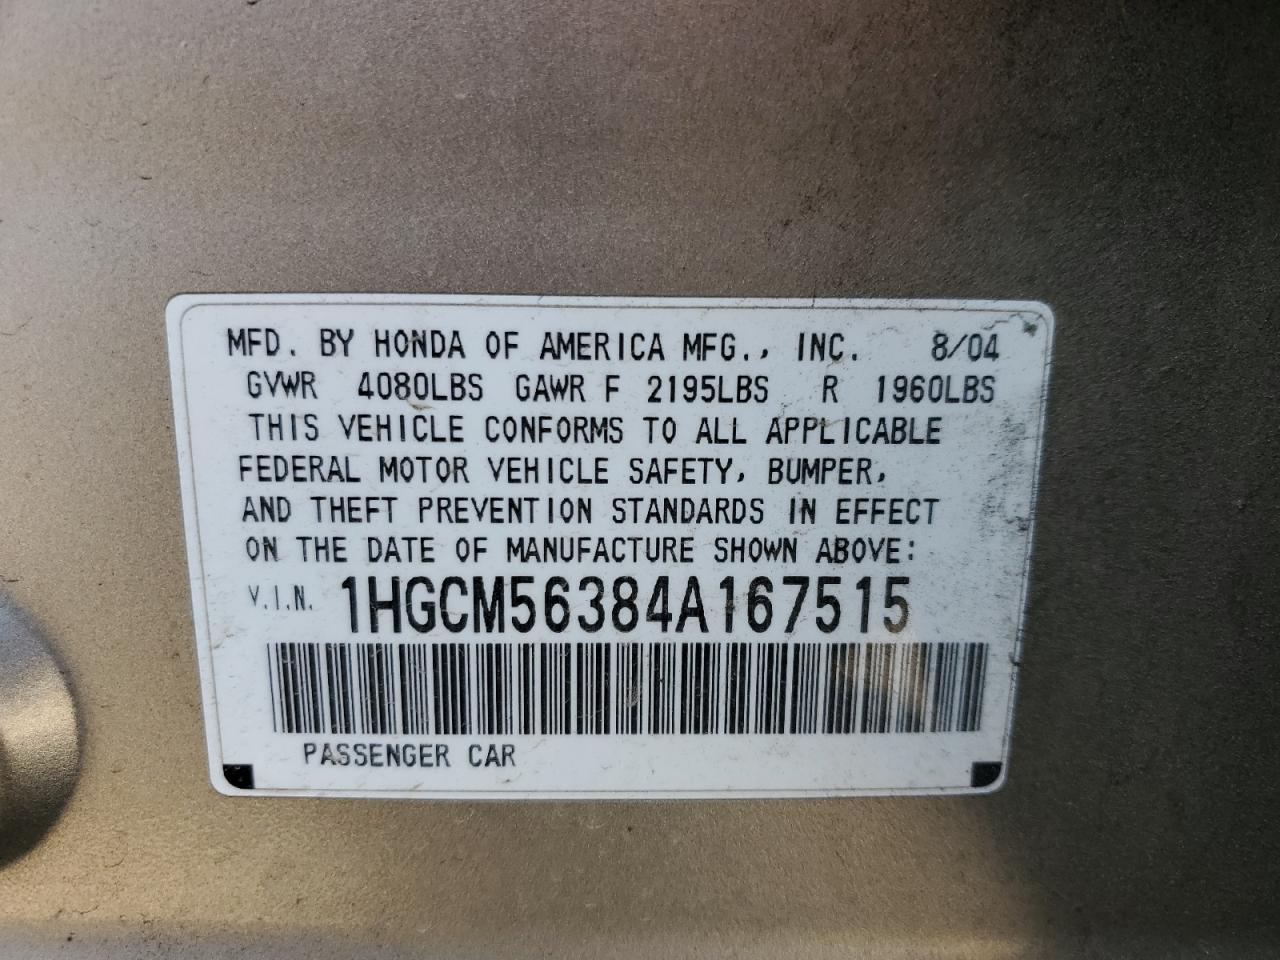 MFD. BY HONDA OF AMERICA MFG., INC. 8/04
GVWR 4080LBS GAWR F 2195LBS R 1960LBS
THIS VEHICLE CONFORMS TO ALL APPLICABLE
FEDERAL MOTOR VEHICLE SAFETY, BUMPER,
AND THEFT PREVENTION STANDARDS IN EFFECT
ON THE DATE OF MANUFACTURE SHOWN ABOVE:
V.I.N. 1HGCM56384A167515
PASSENGER CAR